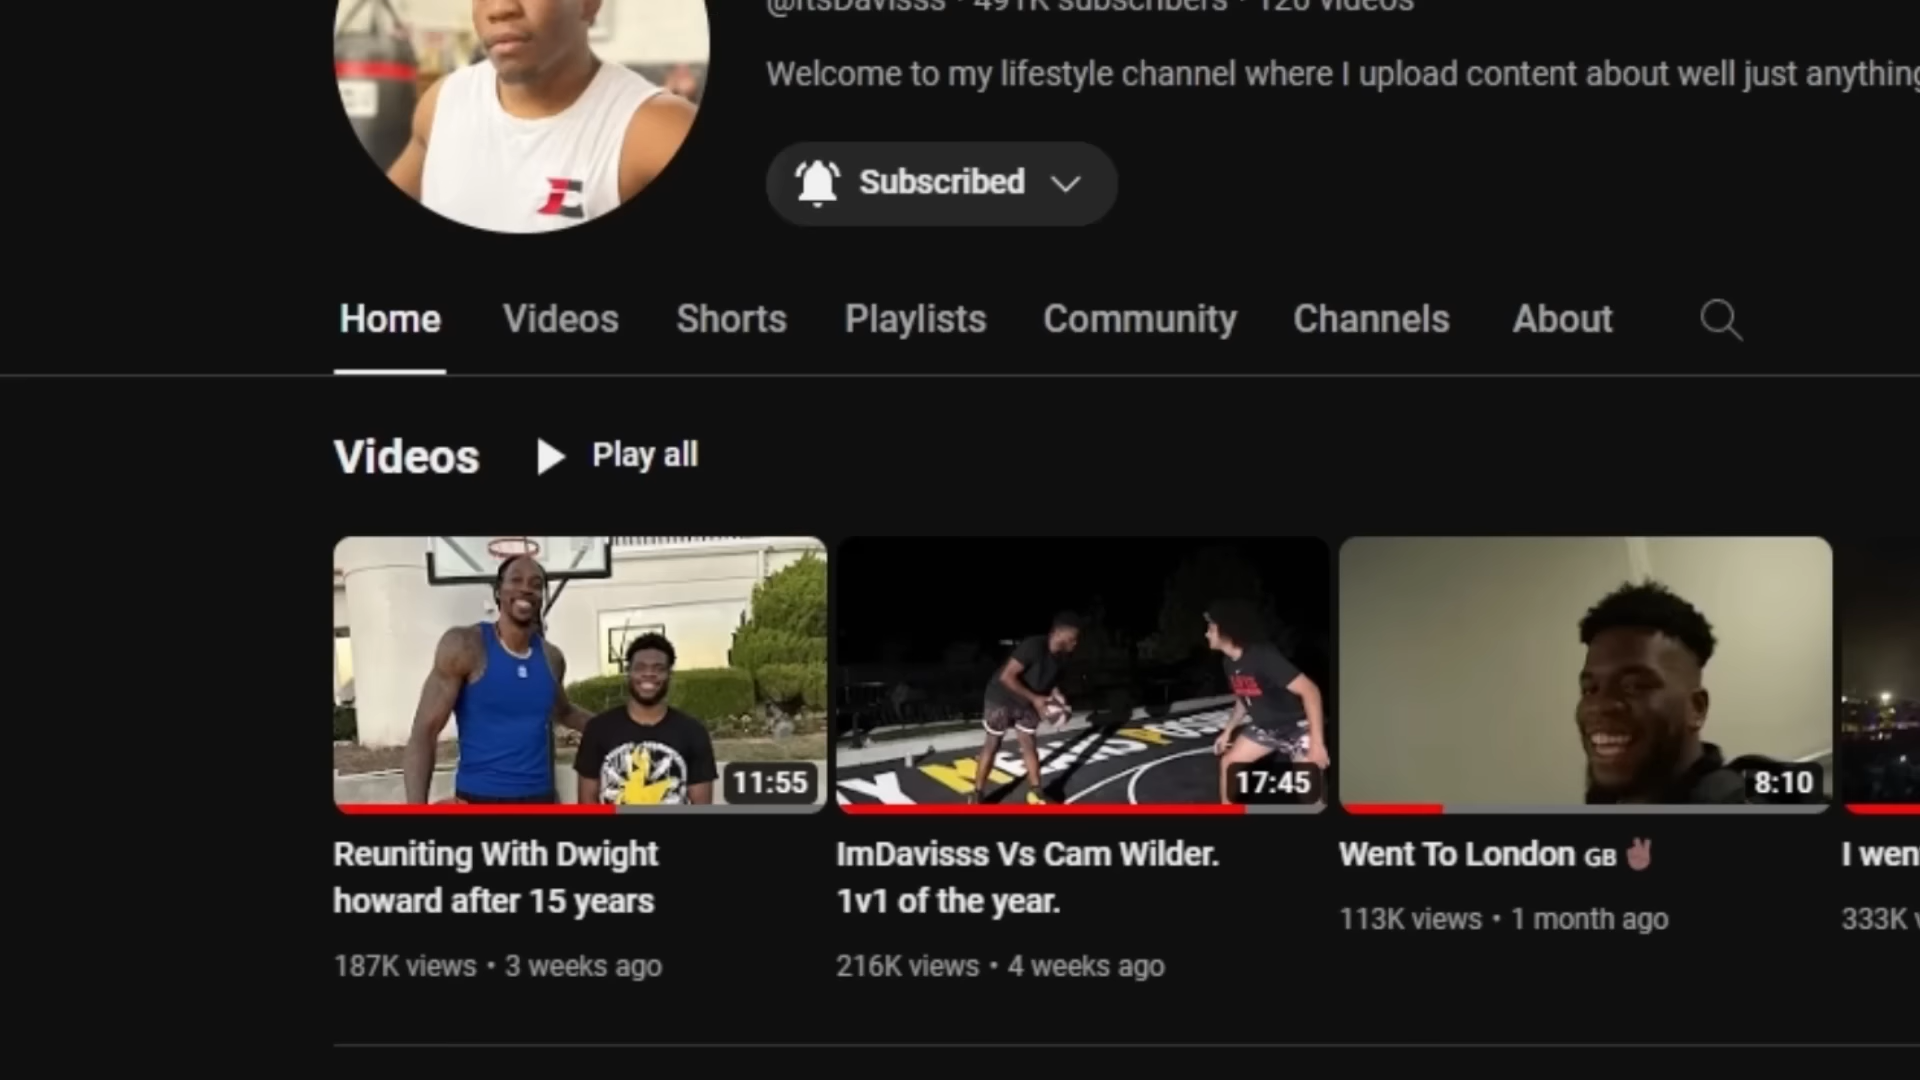 @ItsDavisss · 491K subscribers · 120 videos
Welcome to my lifestyle channel where I upload content about well just anything
Subscribed
Home Videos Shorts Playlists Community Channels About
Videos Play all
11:55 17:45 8:10
Reuniting With Dwight
howard after 15 years
187K views • 3 weeks ago
ImDavisss Vs Cam Wilder.
1v1 of the year.
216K views • 4 weeks ago
Went To London GB ✌🏿
113K views • 1 month ago
I wen
333K